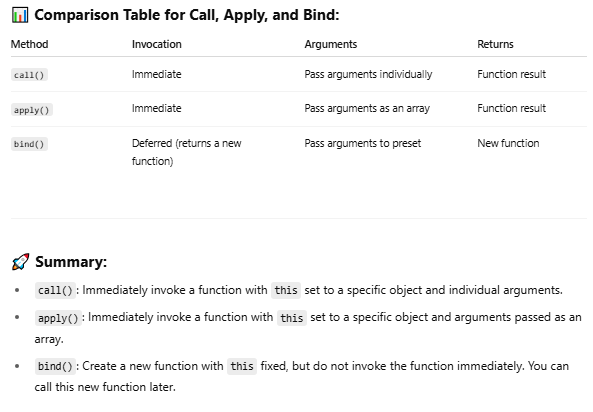 📊 Comparison Table for Call, Apply, and Bind:
Method Invocation Arguments Returns
call() Immediate Pass arguments individually Function result
apply() Immediate Pass arguments as an array Function result
bind() Deferred (returns a new Pass arguments to preset New function
function)
🚀 Summary:
• call(): Immediately invoke a function with this set to a specific object and individual arguments.
• apply(): Immediately invoke a function with this set to a specific object and arguments passed as an
array.
• bind(): Create a new function with this fixed, but do not invoke the function immediately. You can
call this new function later.